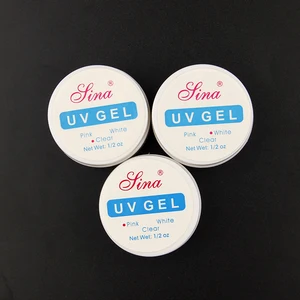 Sina®
UV GEL
Pink White
• Clear
Net Wet: 1/2 oz
Sina®
UV GEL
Pink White
• Clear
Net Wet: 1/2 oz
Sina®
UV GEL
• Pink White
Clear
Net Wet: 1/2 oz